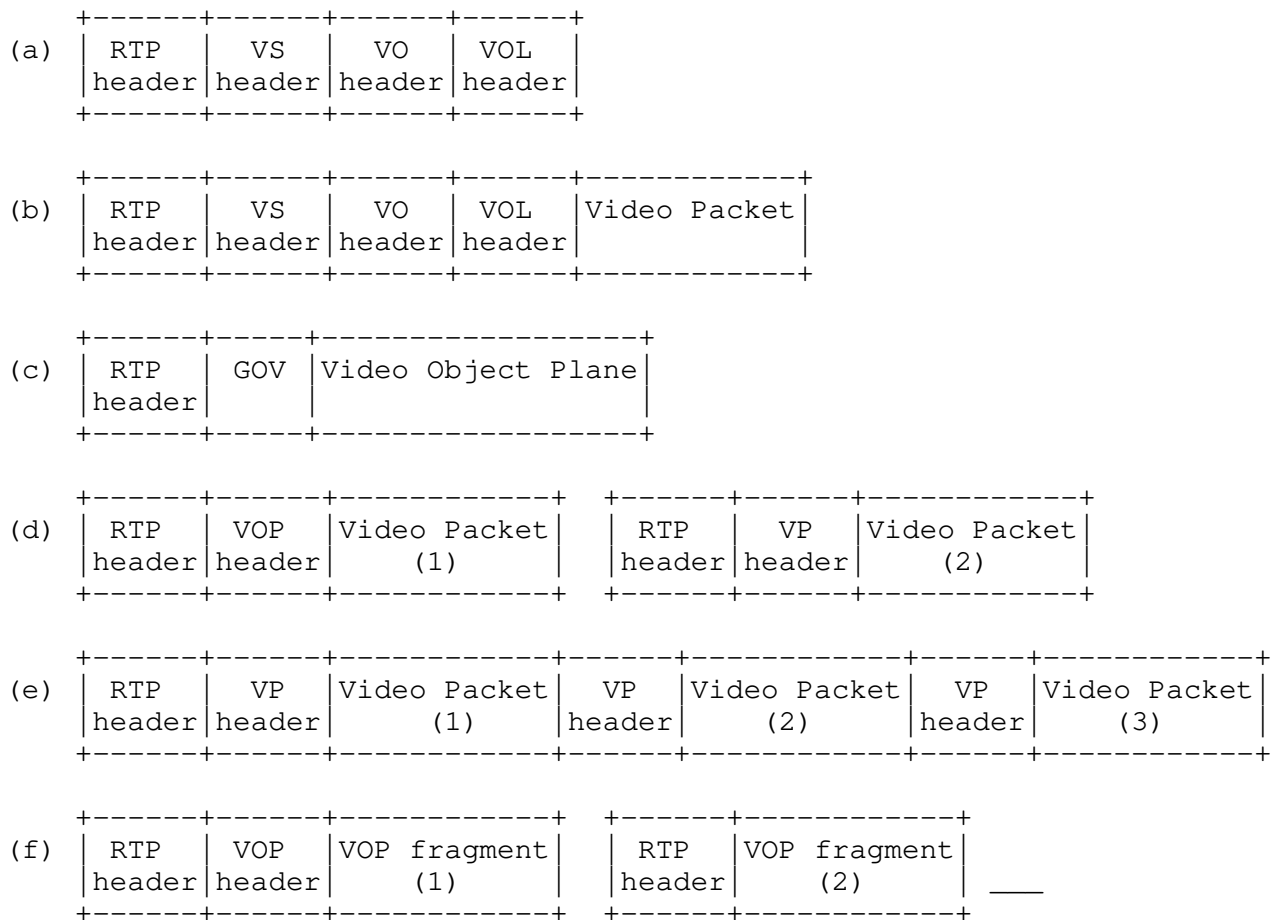 +------+------+------+------+
(a)  | RTP  |  VS  |  VO  | VOL  |
     |header|header|header|header|
     +------+------+------+------+

     +------+------+------+------+------------+
(b)  | RTP  |  VS  |  VO  | VOL  |Video Packet|
     |header|header|header|header|            |
     +------+------+------+------+------------+

     +------+-----+------------------+
(c)  | RTP  | GOV |Video Object Plane|
     |header|     |                  |
     +------+-----+------------------+

     +------+------+------------+  +------+------+------------+
(d)  | RTP  | VOP  |Video Packet|  | RTP  |  VP  |Video Packet|
     |header|header|    (1)     |  |header|header|    (2)     |
     +------+------+------------+  +------+------+------------+

     +------+------+------------+------+------------+------+------------+
(e)  | RTP  |  VP  |Video Packet|  VP  |Video Packet|  VP  |Video Packet|
     |header|header|    (1)     |header|    (2)     |header|    (3)     |
     +------+------+------------+------+------------+------+------------+

     +------+------+------------+  +------+------------+
(f)  | RTP  | VOP  |VOP fragment|  | RTP  |VOP fragment|
     |header|header|    (1)     |  |header|    (2)     | ___
     +------+------+------------+  +------+------------+